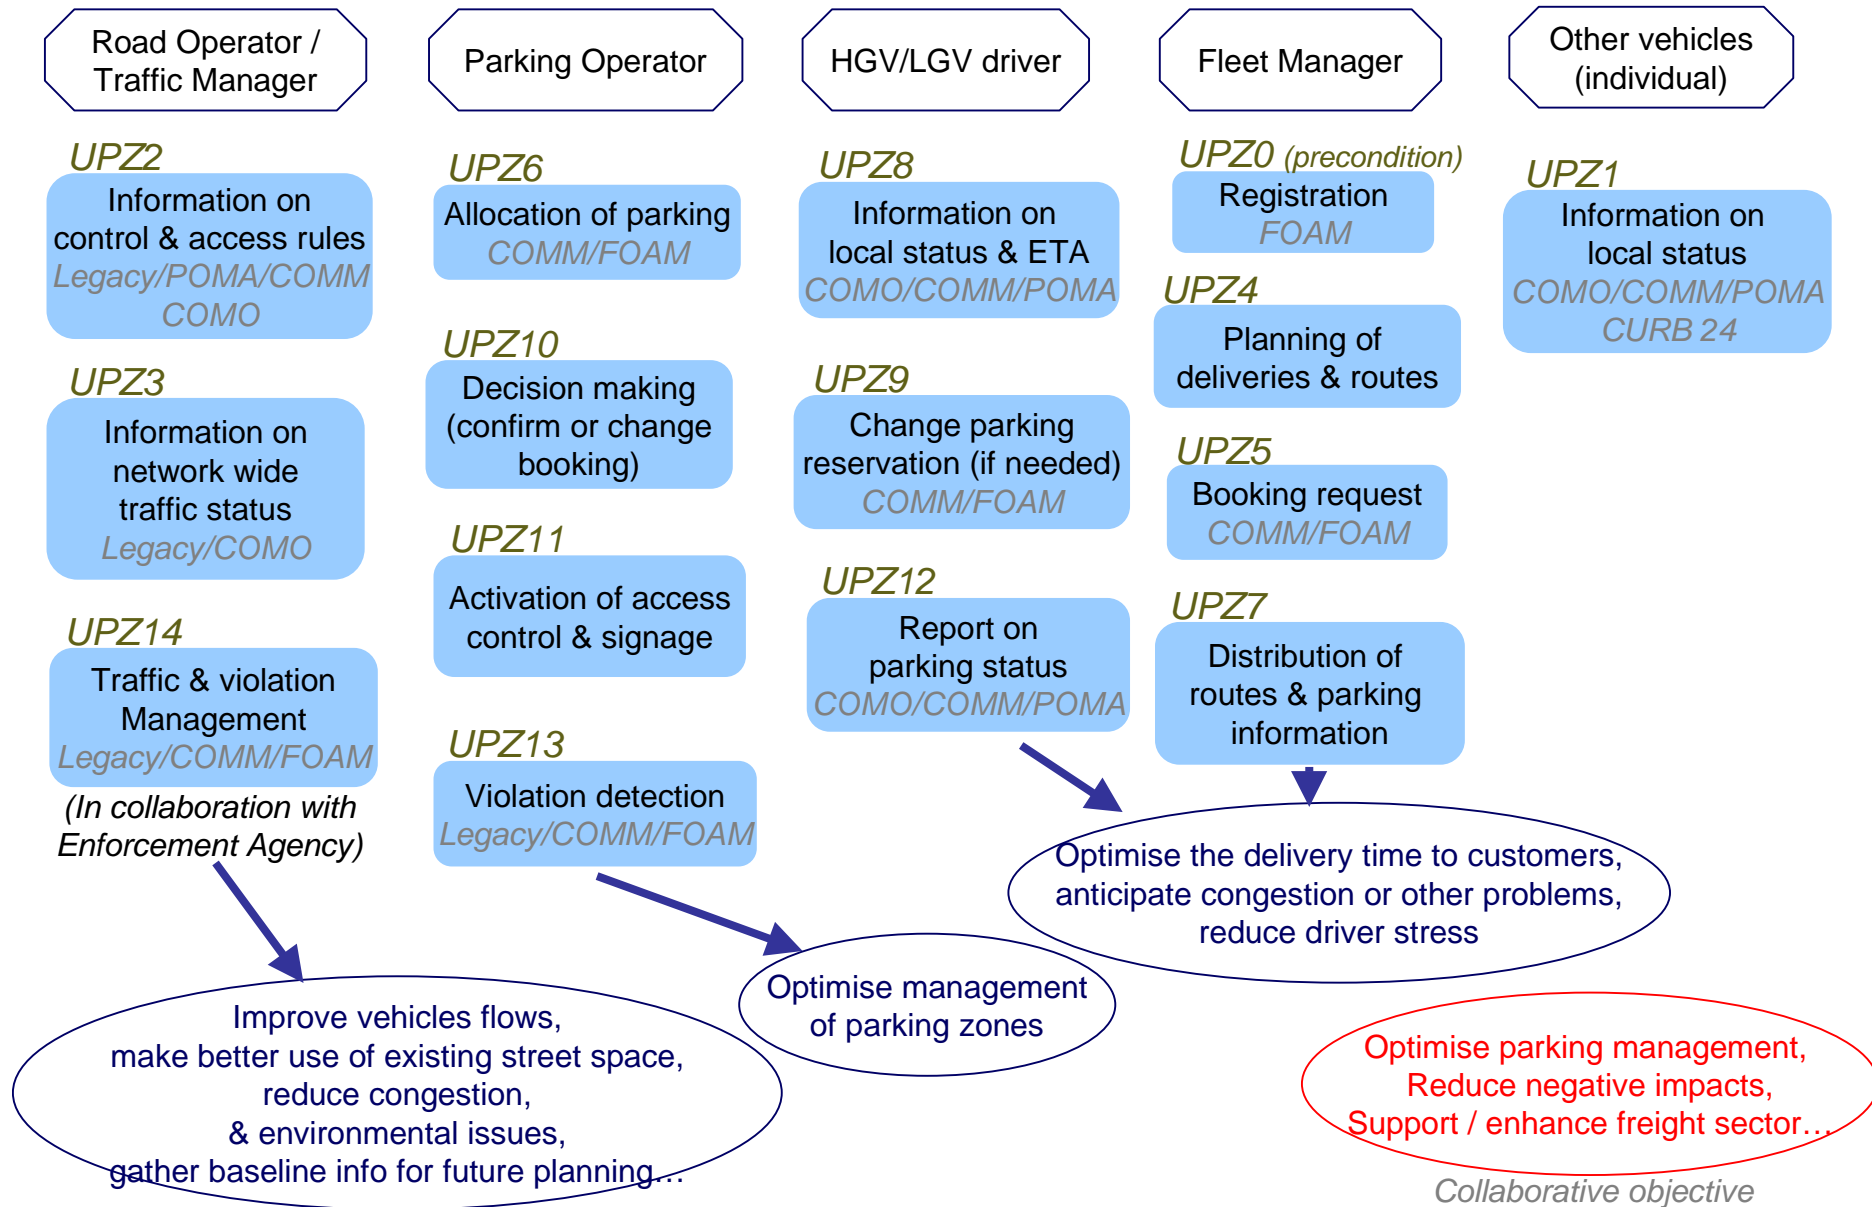 Road Operator /
Traffic Manager
UPZ2
Information on
control & access rules
Legacy/POMA/COMM
COMO
UPZ3
Information on
network wide
traffic status
Legacy/COMO
UPZ14
Traffic & violation
Management
Legacy/COMM/FOAM
(In collaboration with
Enforcement Agency)
Improve vehicles flows,
make better use of existing street space,
reduce congestion,
& environmental issues,
gather baseline info for future planning…
Parking Operator
UPZ6
Allocation of parking
COMM/FOAM
UPZ10
Decision making
(confirm or change
booking)
UPZ11
Activation of access
control & signage
UPZ13
Violation detection
Legacy/COMM/FOAM
Optimise management
of parking zones
HGV/LGV driver
UPZ8
Information on
local status & ETA
COMO/COMM/POMA
UPZ9
Change parking
reservation (if needed)
COMM/FOAM
UPZ12
Report on
parking status
COMO/COMM/POMA
Fleet Manager
UPZ0 (precondition)
Registration
FOAM
UPZ4
Planning of
deliveries & routes
UPZ5
Booking request
COMM/FOAM
UPZ7
Distribution of
routes & parking
information
Optimise the delivery time to customers,
anticipate congestion or other problems,
reduce driver stress
Other vehicles
(individual)
UPZ1
Information on
local status
COMO/COMM/POMA
CURB 24
Optimise parking management,
Reduce negative impacts,
Support / enhance freight sector…
Collaborative objective